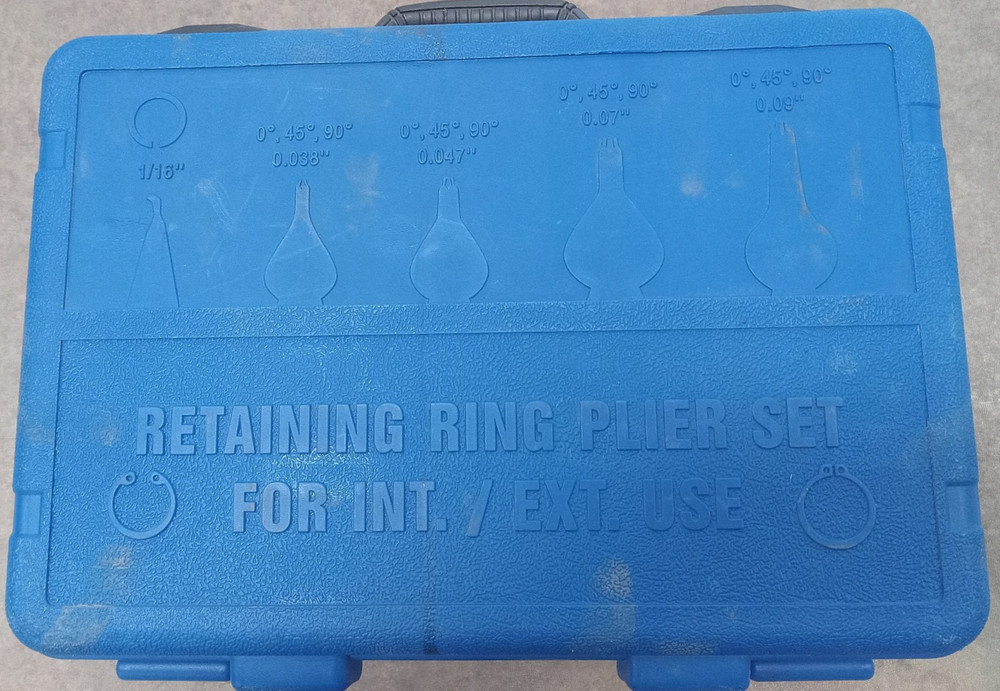 1/16"
0°, 45°, 90°
0.038"
0°, 45°, 90°
0.047"
0°, 45°, 90°
0.07"
0°, 45°, 90°
0.09"
RETAINING RING PLIER SET
FOR INT. / EXT. USE